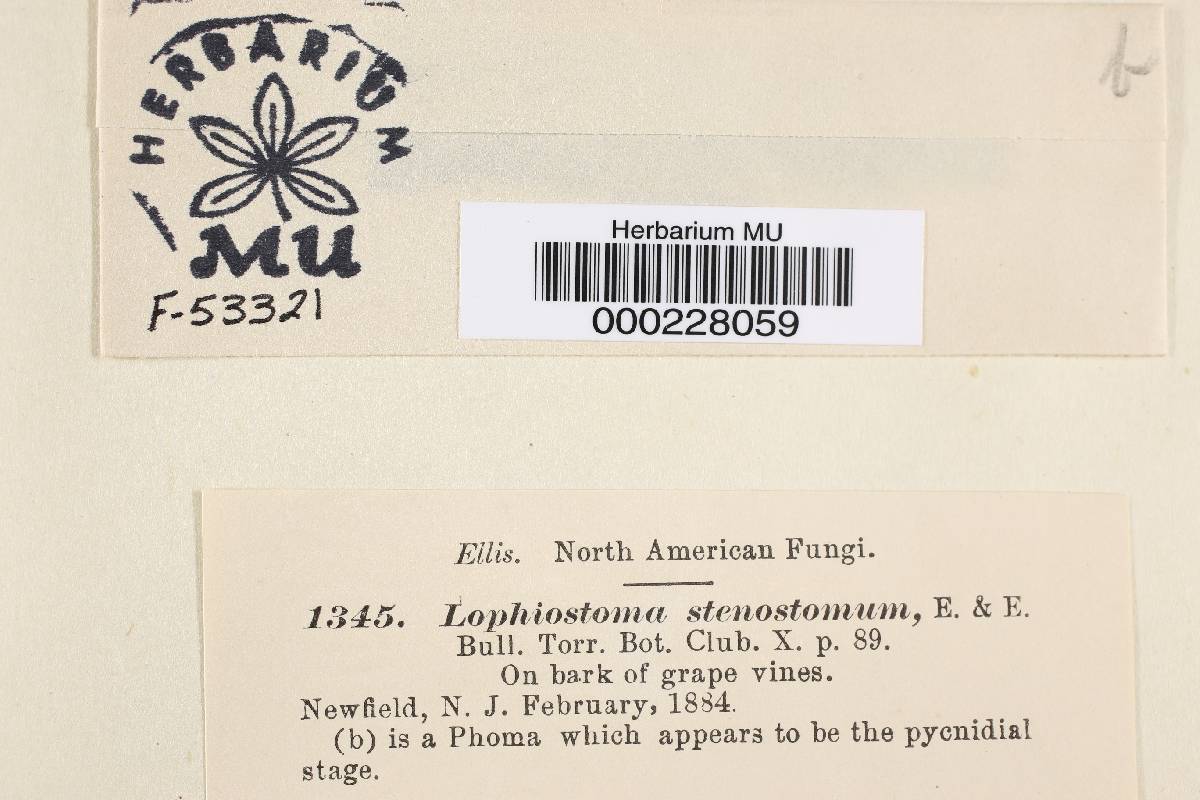 b
HERBARIUM
MU
F-53321
Herbarium MU
000228059
Ellis. North American Fungi.
1345. Lophiostoma stenostomum, E. & E.
Bull. Torr. Bot. Club. X. p. 89.
On bark of grape vines.
Newfield, N. J. February, 1884.
(b) is a Phoma which appears to be the pycnidial
stage.